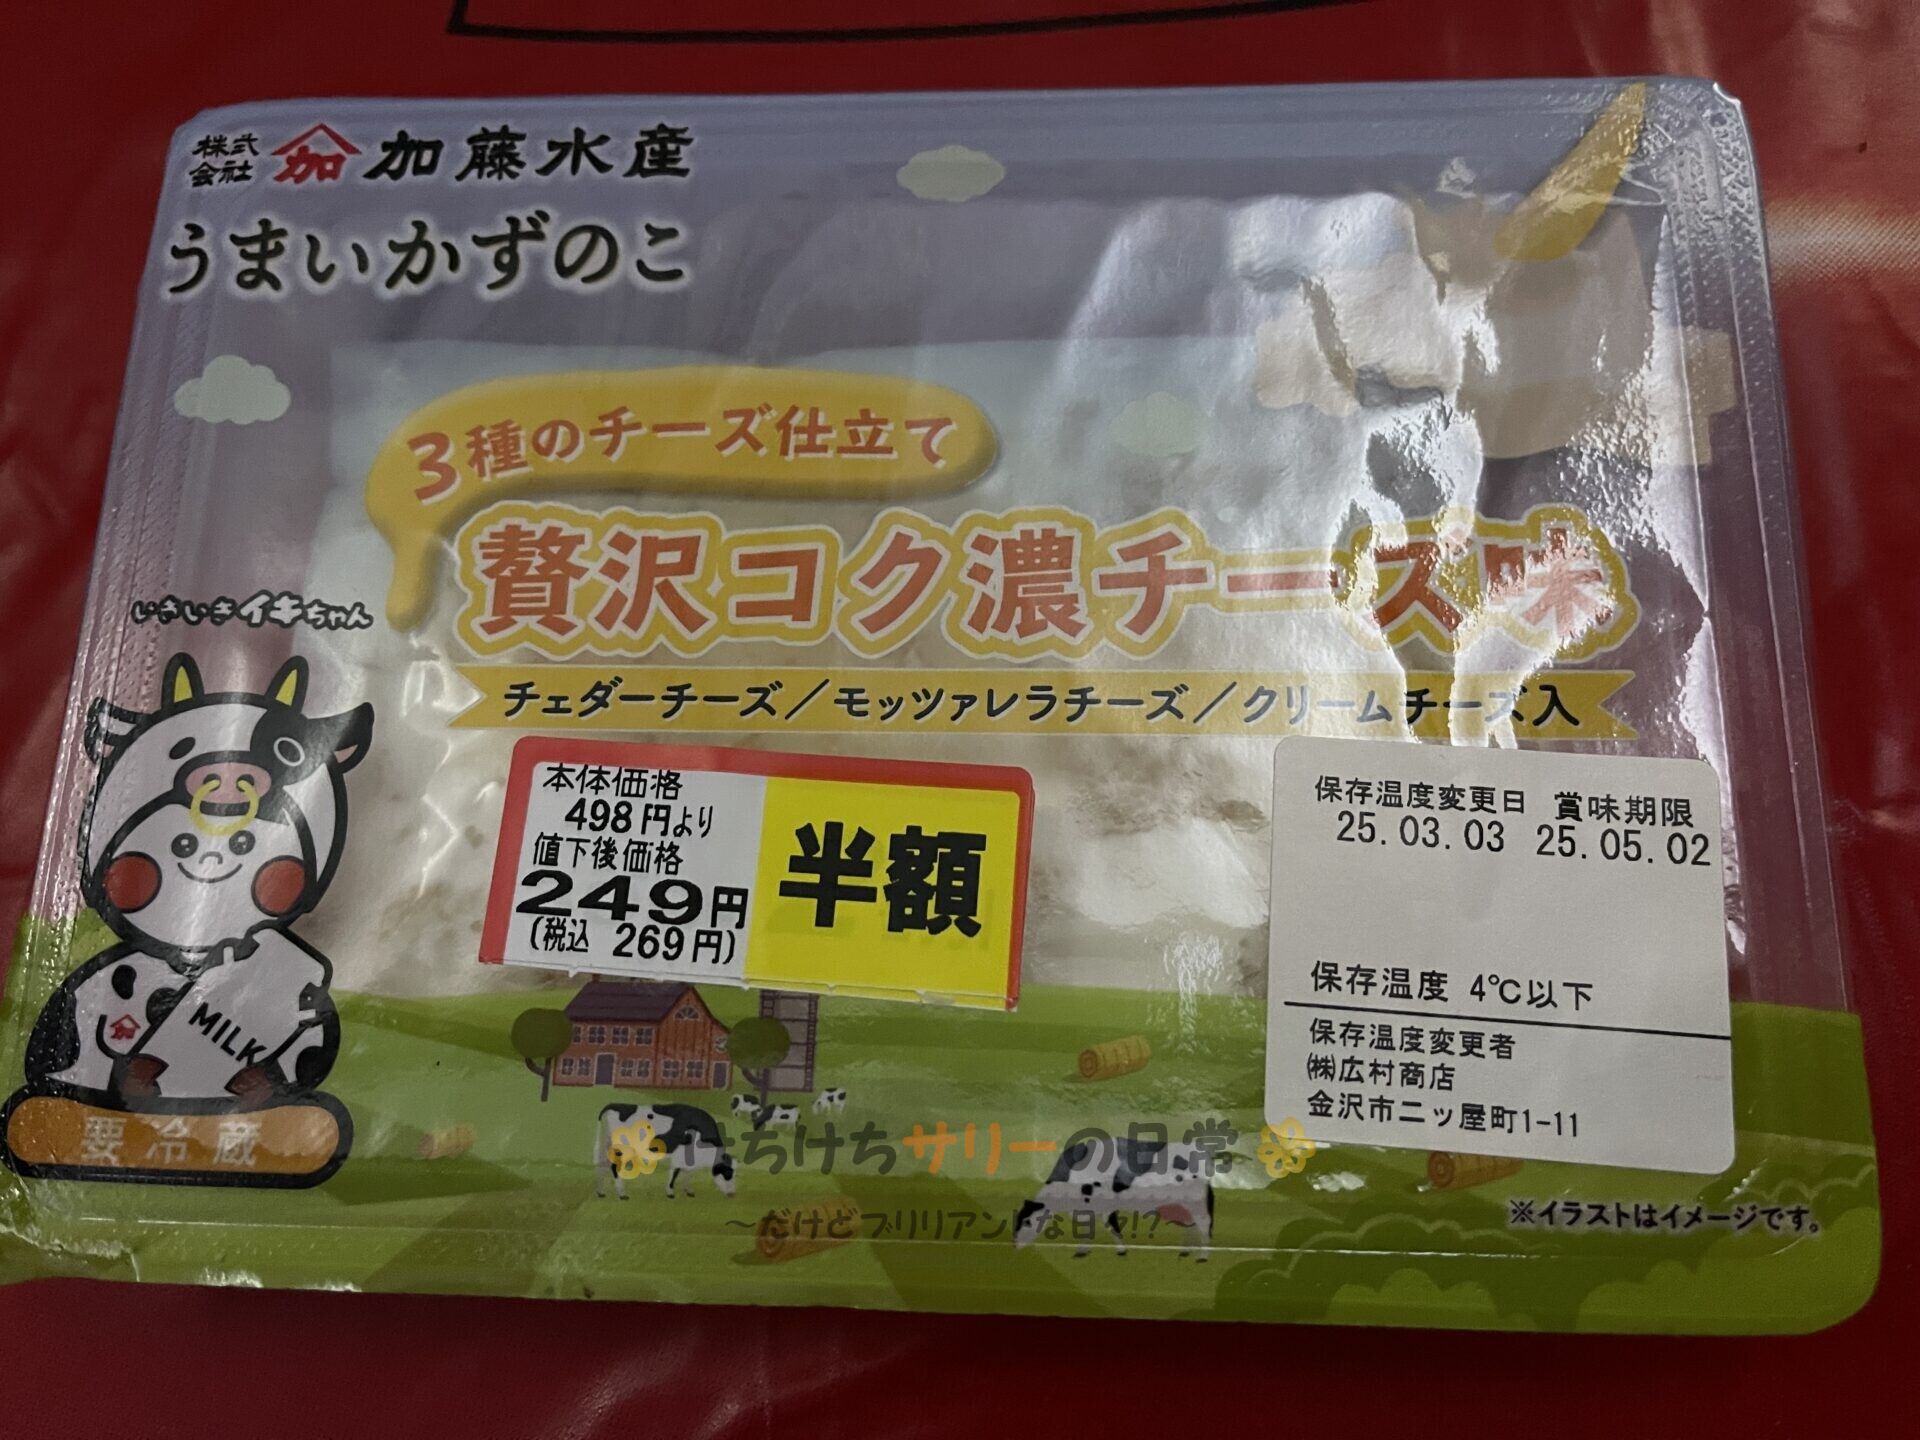 株式
会社 加 加藤水産
うまいかずのこ
3種のチーズ仕立て
贅沢コク濃チーズ味
チェダーチーズ／モッツァレラチーズ／クリームチーズ入
いきいきイキちゃん
本体価格
498円より
値下後価格
249円
(税込 269円)
半額
保存温度変更日 賞味期限
25.03.03 25.05.02
保存温度 4℃以下
保存温度変更者
㈱広村商店
金沢市二ッ屋町1-11
加
MILK
要冷蔵
けちけちサリーの日常
～だけどブリリアントな日々!?～
※イラストはイメージです。